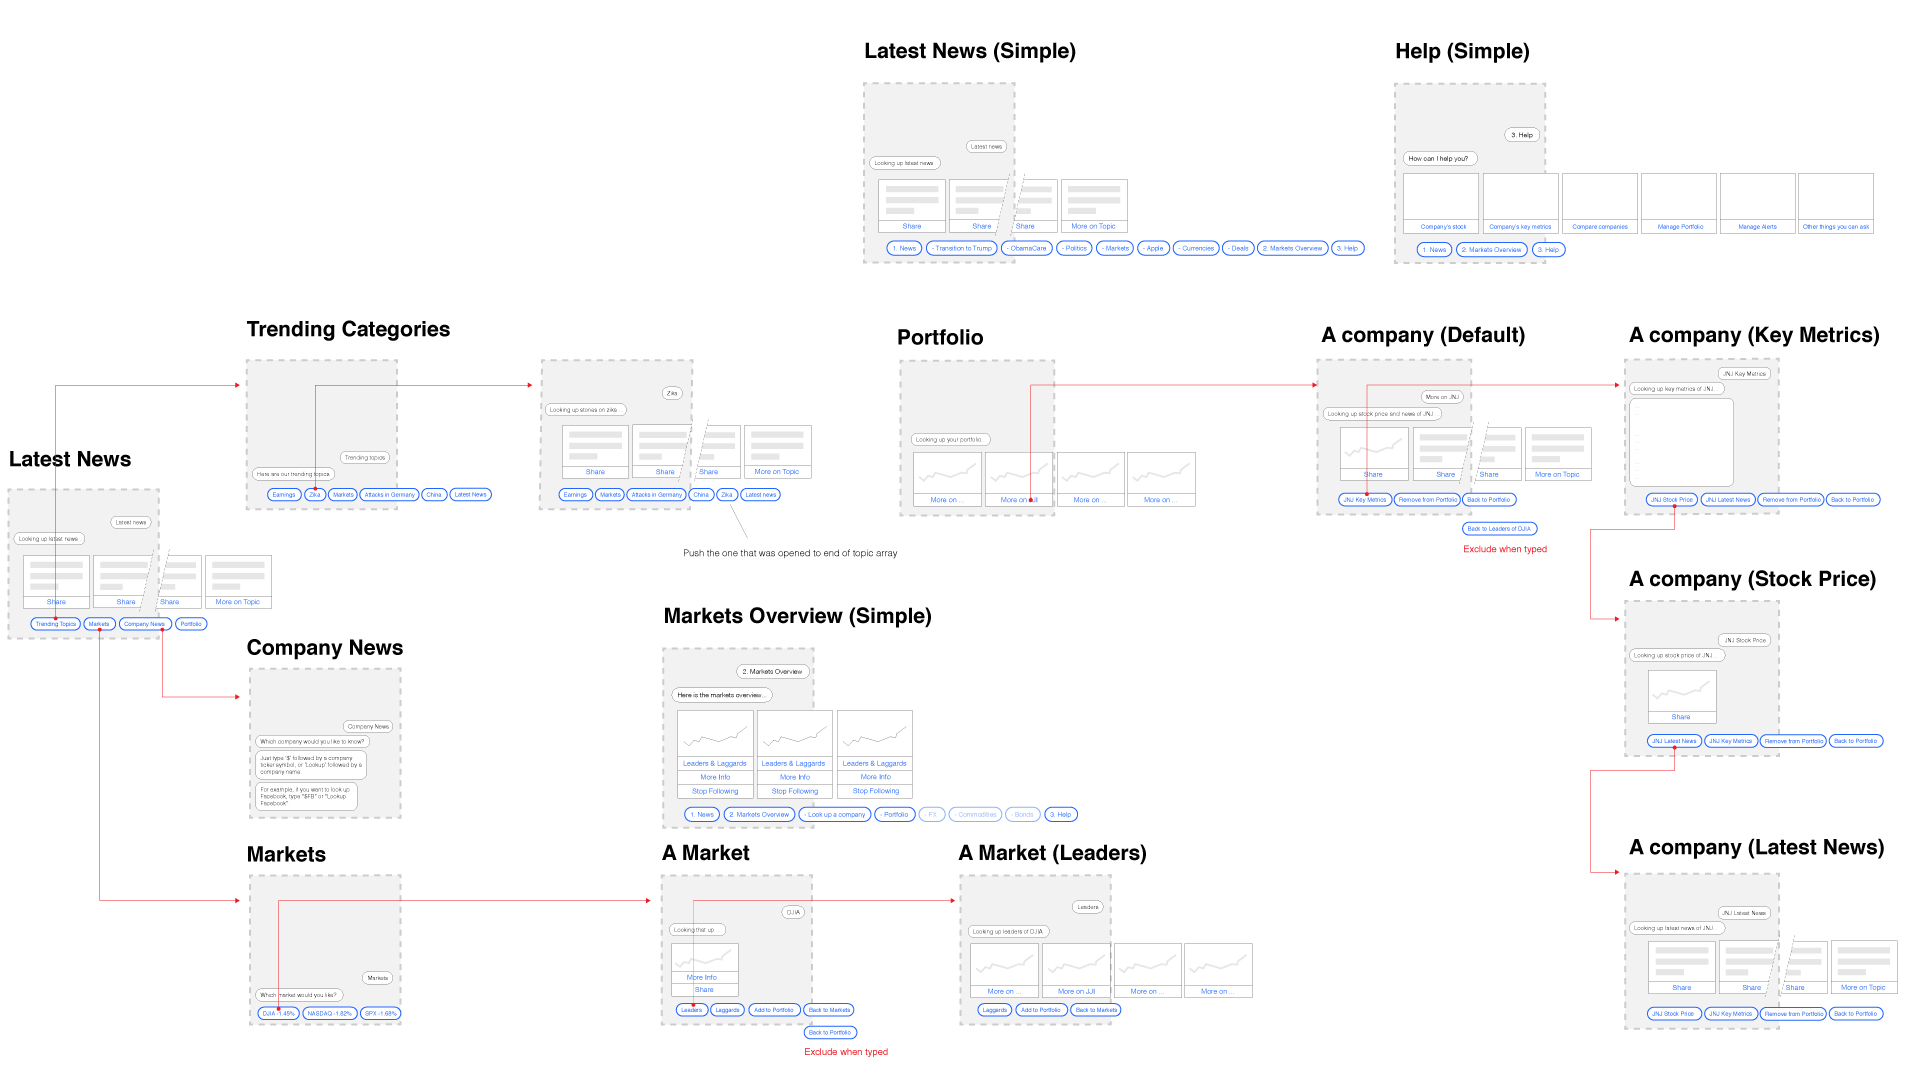 Latest News (Simple)
Latest news
Looking up latest news
Share
Share
Share
More on Topic
1. News
- Transition to Trump
- ObamaCare
- Politics
- Markets
- Apple
- Currencies
- Deals
2. Markets Overview
3. Help
Help (Simple)
3. Help
How can I help you?
Company's stock
Company's key metrics
Compare companies
Manage Portfolio
Manage Alerts
Other things you can ask
1. News
2. Markets Overview
3. Help
Latest News
Latest news
Looking up latest news
Share
Share
Share
More on Topic
Trending Topics
Markets
Company News
Portfolio
Trending Categories
Trending topics
Here are our trending topics
Earnings
Zika
Markets
Attacks in Germany
China
Latest News
Zika
Looking up stories on zika ...
Share
Share
Share
More on Topic
Earnings
Markets
Attacks in Germany
China
Zika
Latest news
Push the one that was opened to end of topic array
Portfolio
Looking up your portfolio...
More on ...
More on JJI
More on ...
More on ...
A company (Default)
More on JNJ
Looking up stock price and news of JNJ ...
Share
Share
Share
More on Topic
JNJ Key Metrics
Remove from Portfolio
Back to Portfolio
Back to Leaders of DJIA
Exclude when typed
A company (Key Metrics)
JNJ Key Metrics
Looking up key metrics of JNJ ...
JNJ Stock Price
JNJ Latest News
Remove from Portfolio
Back to Portfolio
A company (Stock Price)
JNJ Stock Price
Looking up stock price of JNJ ...
Share
JNJ Latest News
JNJ Key Metrics
Remove from Portfolio
Back to Portfolio
A company (Latest News)
JNJ Latest News
Looking up latest news of JNJ ...
Share
Share
Share
More on Topic
JNJ Stock Price
JNJ Key Metrics
Remove from Portfolio
Back to Portfolio
Company News
Company News
Which company would you like to know?
Just type '$' followed by a company
ticker symbol, or 'Lookup' followed by a
company name
For example, if you want to look up
Facebook, type "$FB" or "Lookup
Facebook"
Markets Overview (Simple)
2. Markets Overview
Here is the markets overview...
Leaders & Laggards
More Info
Stop Following
Leaders & Laggards
More Info
Stop Following
Leaders & Laggards
More Info
Stop Following
1. News
2. Markets Overview
- Look up a company
- Portfolio
- FX
- Commodities
- Bonds
3. Help
Markets
Markets
Which market would you like?
DJIA -1.45%
NASDAQ -1.82%
SPX -1.68%
A Market
DJIA
Looking that up ...
More Info
Share
Leaders
Laggards
Add to Portfolio
Back to Markets
Back to Portfolio
Exclude when typed
A Market (Leaders)
Leaders
Looking up leaders of DJIA
More on ...
More on JJI
More on ...
More on ...
Laggerds
Add to Portfolio
Back to Markets